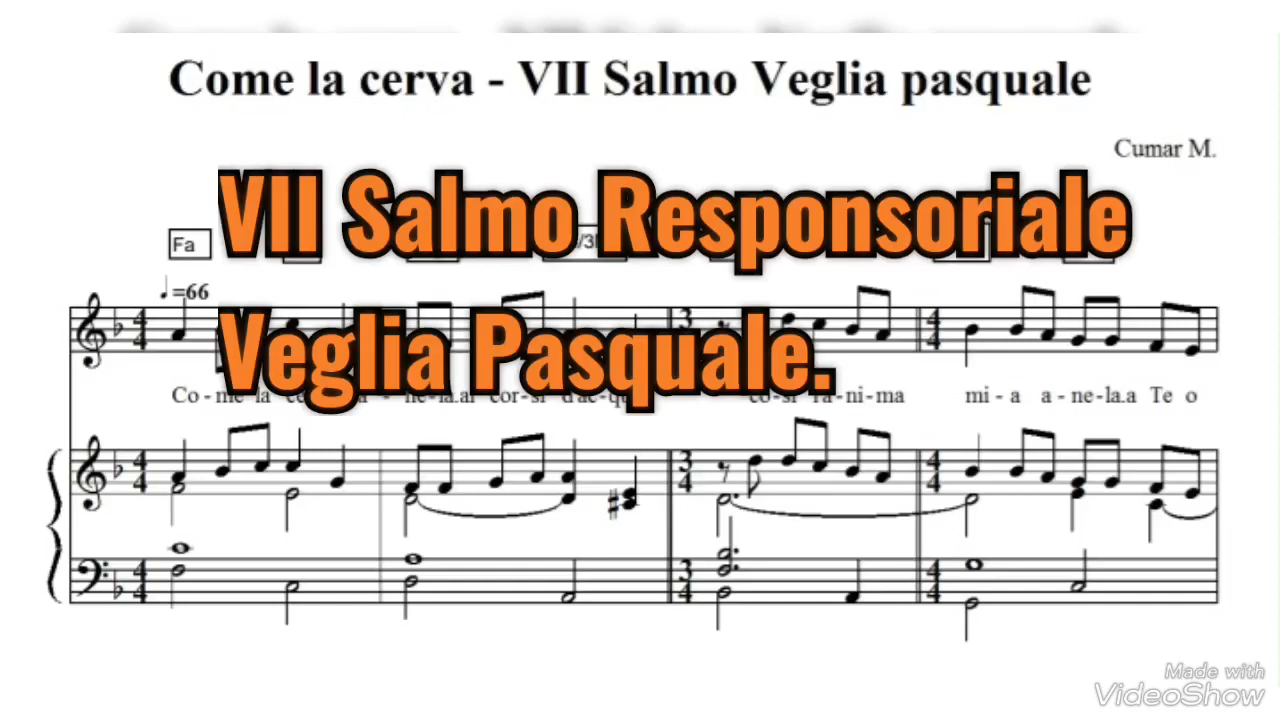 Come la cerva - VII Salmo Veglia pasquale
Cumar M.
VII Salmo Responsoriale
Fa
=66
Veglia Pasquale.
Co - me la
mi - a a - ne-la.a Te o
Made with
VideoShow